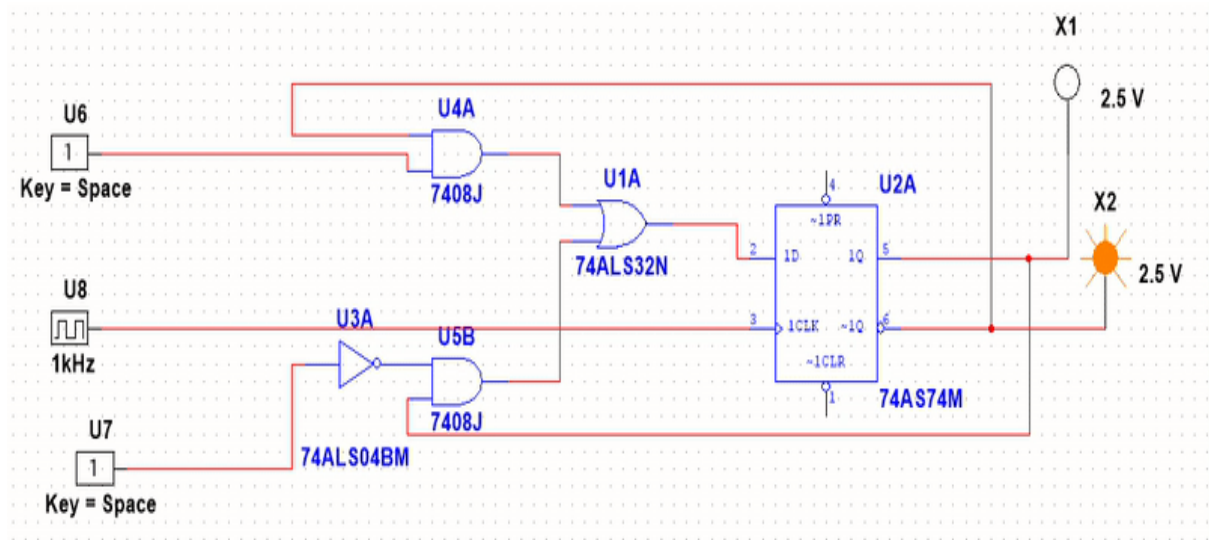 X1
2.5 V
U6
1
Key = Space
U4A
7408J
U1A
74ALS32N
4
U2A
~1PR
2
1D
1Q
5
X2
2.5 V
U8
1kHz
3
1CLK
~1Q
6
~1CLR
1
74AS74M
U3A
74ALS04BM
U5B
7408J
U7
1
Key = Space